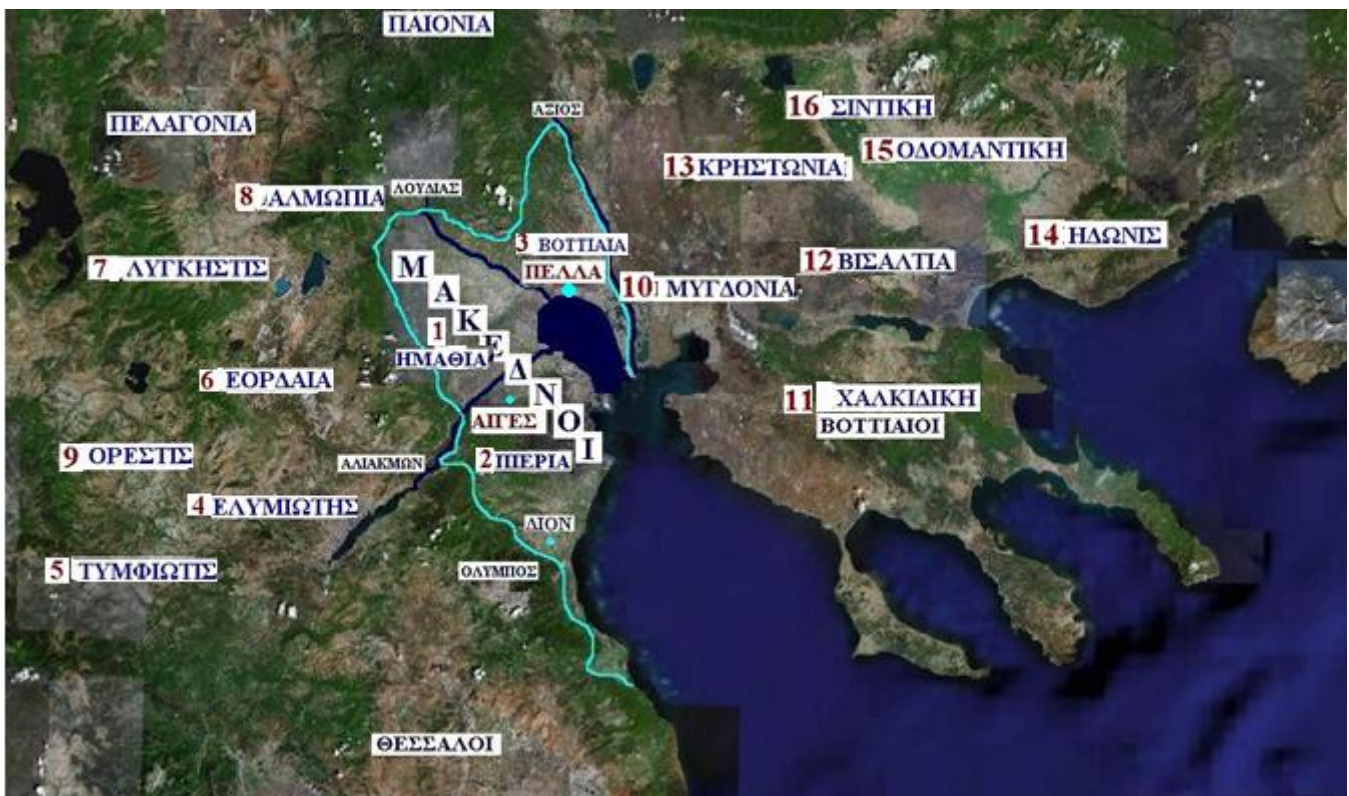 ΠΑΙΟΝΙΑ
ΠΕΛΑΓΟΝΙΑ
ΑΞΙΟΣ
16 ΣΙΝΤΙΚΗ
15 ΟΔΟΜΑΝΤΙΚΗ
13 ΚΡΗΣΤΩΝΙΑ
8 ΑΛΜΩΠΙΑ
ΛΟΥΔΙΑΣ
3 ΒΟΤΤΙΑΙΑ
14 ΗΔΩΝΙΣ
7 ΛΥΓΚΗΣΤΙΣ
ΠΕΛΛΑ
12 ΒΙΣΑΛΤΙΑ
10 ΜΥΓΔΟΝΙΑ
ΜΑΚΕΔΝΟΙ
1
ΗΜΑΘΙΑ
6 ΕΟΡΔΑΙΑ
11 ΧΑΛΚΙΔΙΚΗ
ΒΟΤΤΙΑΙΟΙ
ΑΙΓΕΣ
9 ΟΡΕΣΤΙΣ
ΑΛΙΑΚΜΩΝ
2 ΠΙΕΡΙΑ
4 ΕΛΥΜΙΩΤΗΣ
ΔΙΟΝ
5 ΤΥΜΦΙΩΤΙΣ
ΟΛΥΜΠΟΣ
ΘΕΣΣΑΛΟΙ